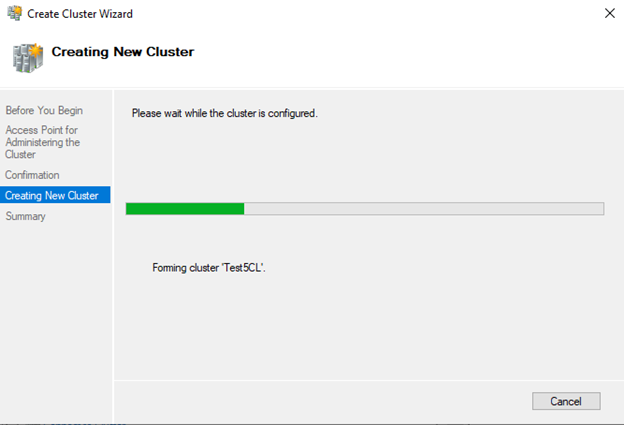 Create Cluster Wizard
Creating New Cluster
Before You Begin
Access Point for
Administering the
Cluster
Confirmation
Creating New Cluster
Summary
Please wait while the cluster is configured.
Forming cluster 'Test5CL'.
Cancel